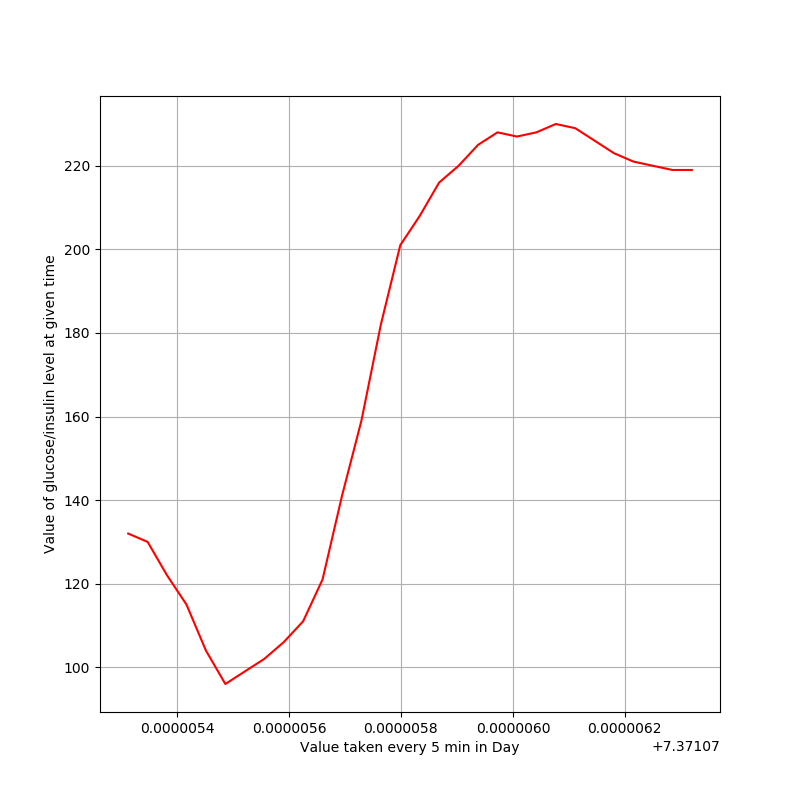 220
200
180
160
140
120
100
Value of glucose/insulin level at given time
0.0000054 0.0000056 0.0000058 0.0000060 0.0000062
Value taken every 5 min in Day
+7.37107